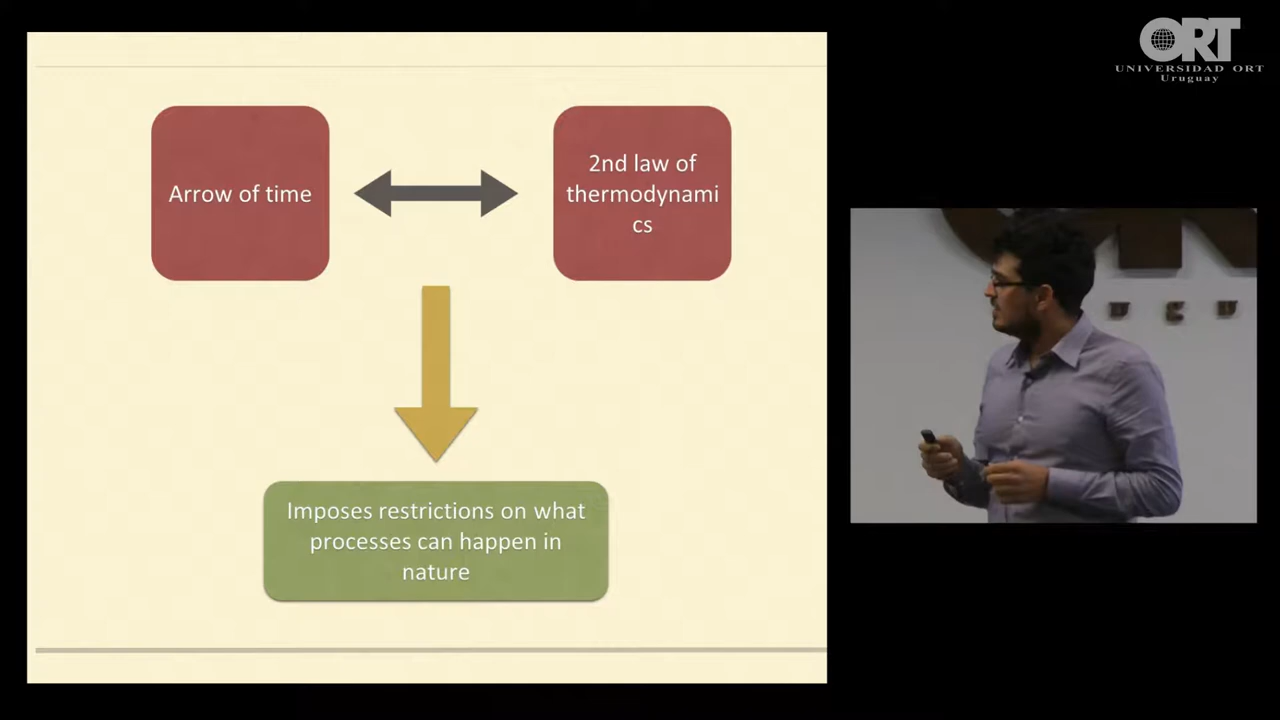 ORT
UNIVERSIDAD ORT
Uruguay
Arrow of time
2nd law of
thermodynami
cs
Imposes restrictions on what
processes can happen in
nature